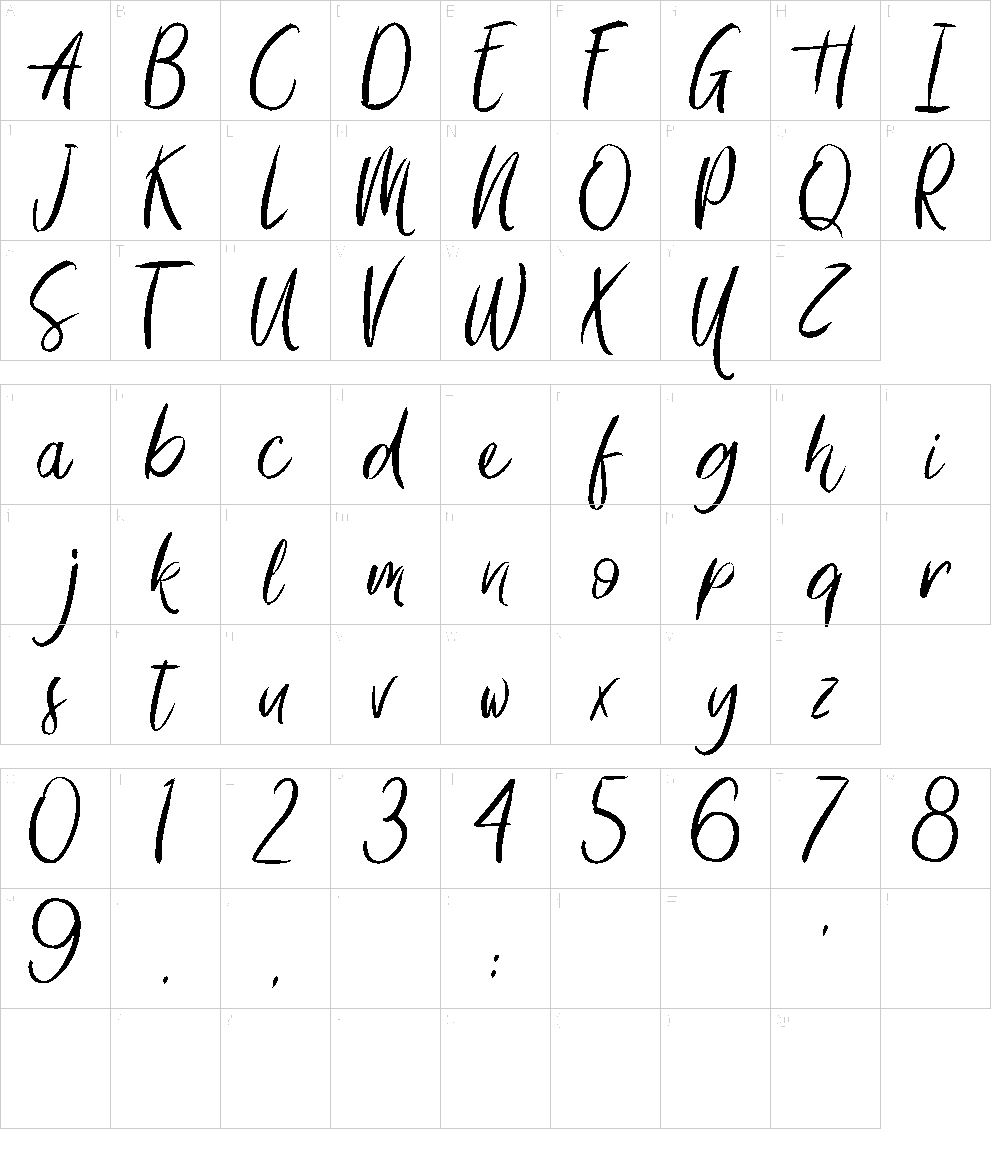 A B C D E F G H I
J K L M N O P Q R
S T U V W X Y Z
a b c d e f g h i
j k l m n o p q r
s t u v w x y z
0 1 2 3 4 5 6 7 8
9 . , : '